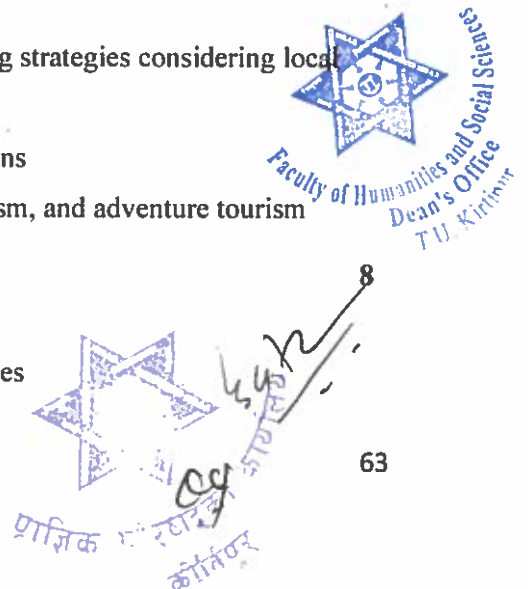 g strategies considering local
ns
sm, and adventure tourism
Faculty of Humanities and Social Sciences
Dean's Office
T.U. Kirtipur
8
es
63
प्राज्ञिक
कीर्तिपुर